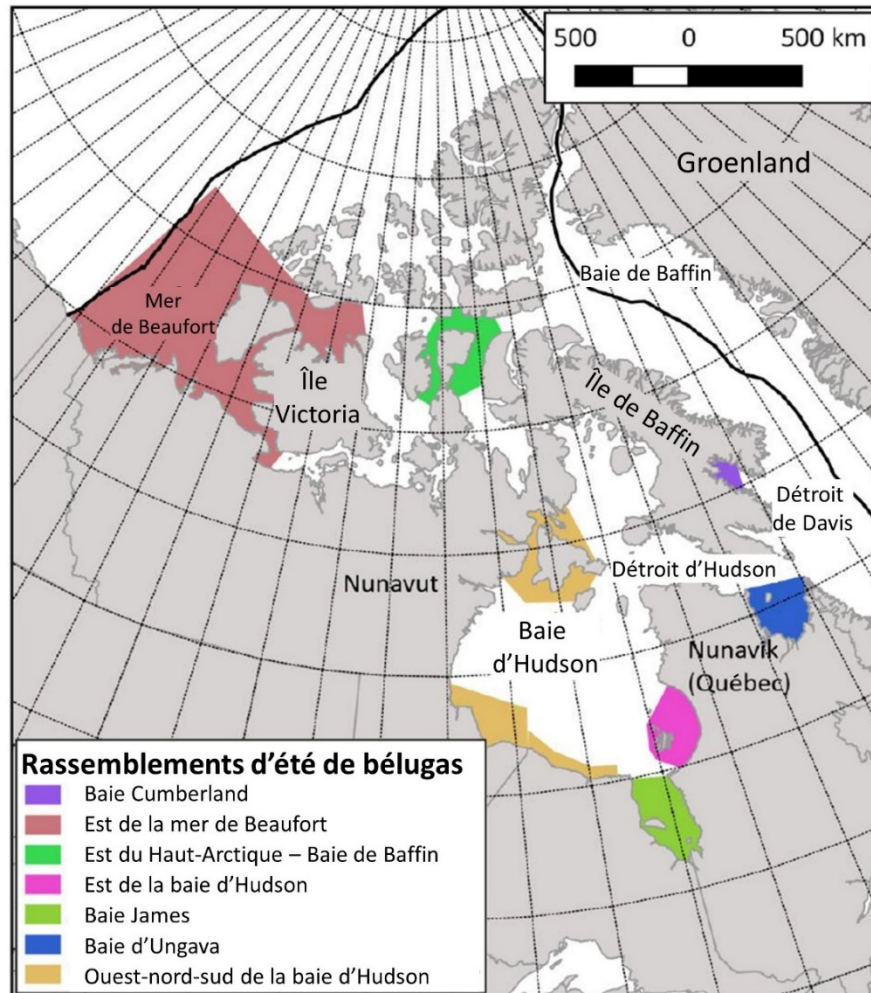 500 0 500 km
Groenland
Baie de Baffin
Mer
de Beaufort
Île
Victoria
Île de Baffin
Détroit
de Davis
Détroit d’Hudson
Nunavut
Baie
d’Hudson
Nunavik
(Québec)
Rassemblements d’été de bélugas
Baie Cumberland
Est de la mer de Beaufort
Est du Haut-Arctique – Baie de Baffin
Est de la baie d’Hudson
Baie James
Baie d’Ungava
Ouest-nord-sud de la baie d’Hudson